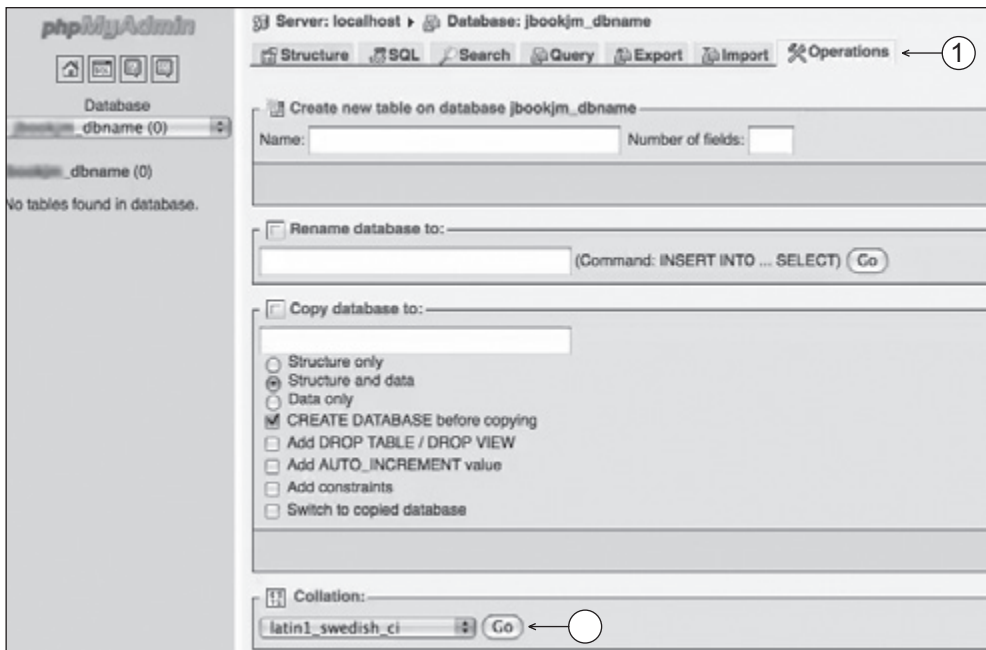 phpMyAdmin
Server: localhost Database: jbookjm_dbname
Structure SQL Search Query Export Import Operations
1
Database
_dbname (0)
_dbname (0)
No tables found in database.
Create new table on database jbookjm_dbname
Name: Number of fields:
Rename database to:
(Command: INSERT INTO ... SELECT) Go
Copy database to:
Structure only
Structure and data
Data only
CREATE DATABASE before copying
Add DROP TABLE / DROP VIEW
Add AUTO_INCREMENT value
Add constraints
Switch to copied database
Collation:
latin1_swedish_ci Go